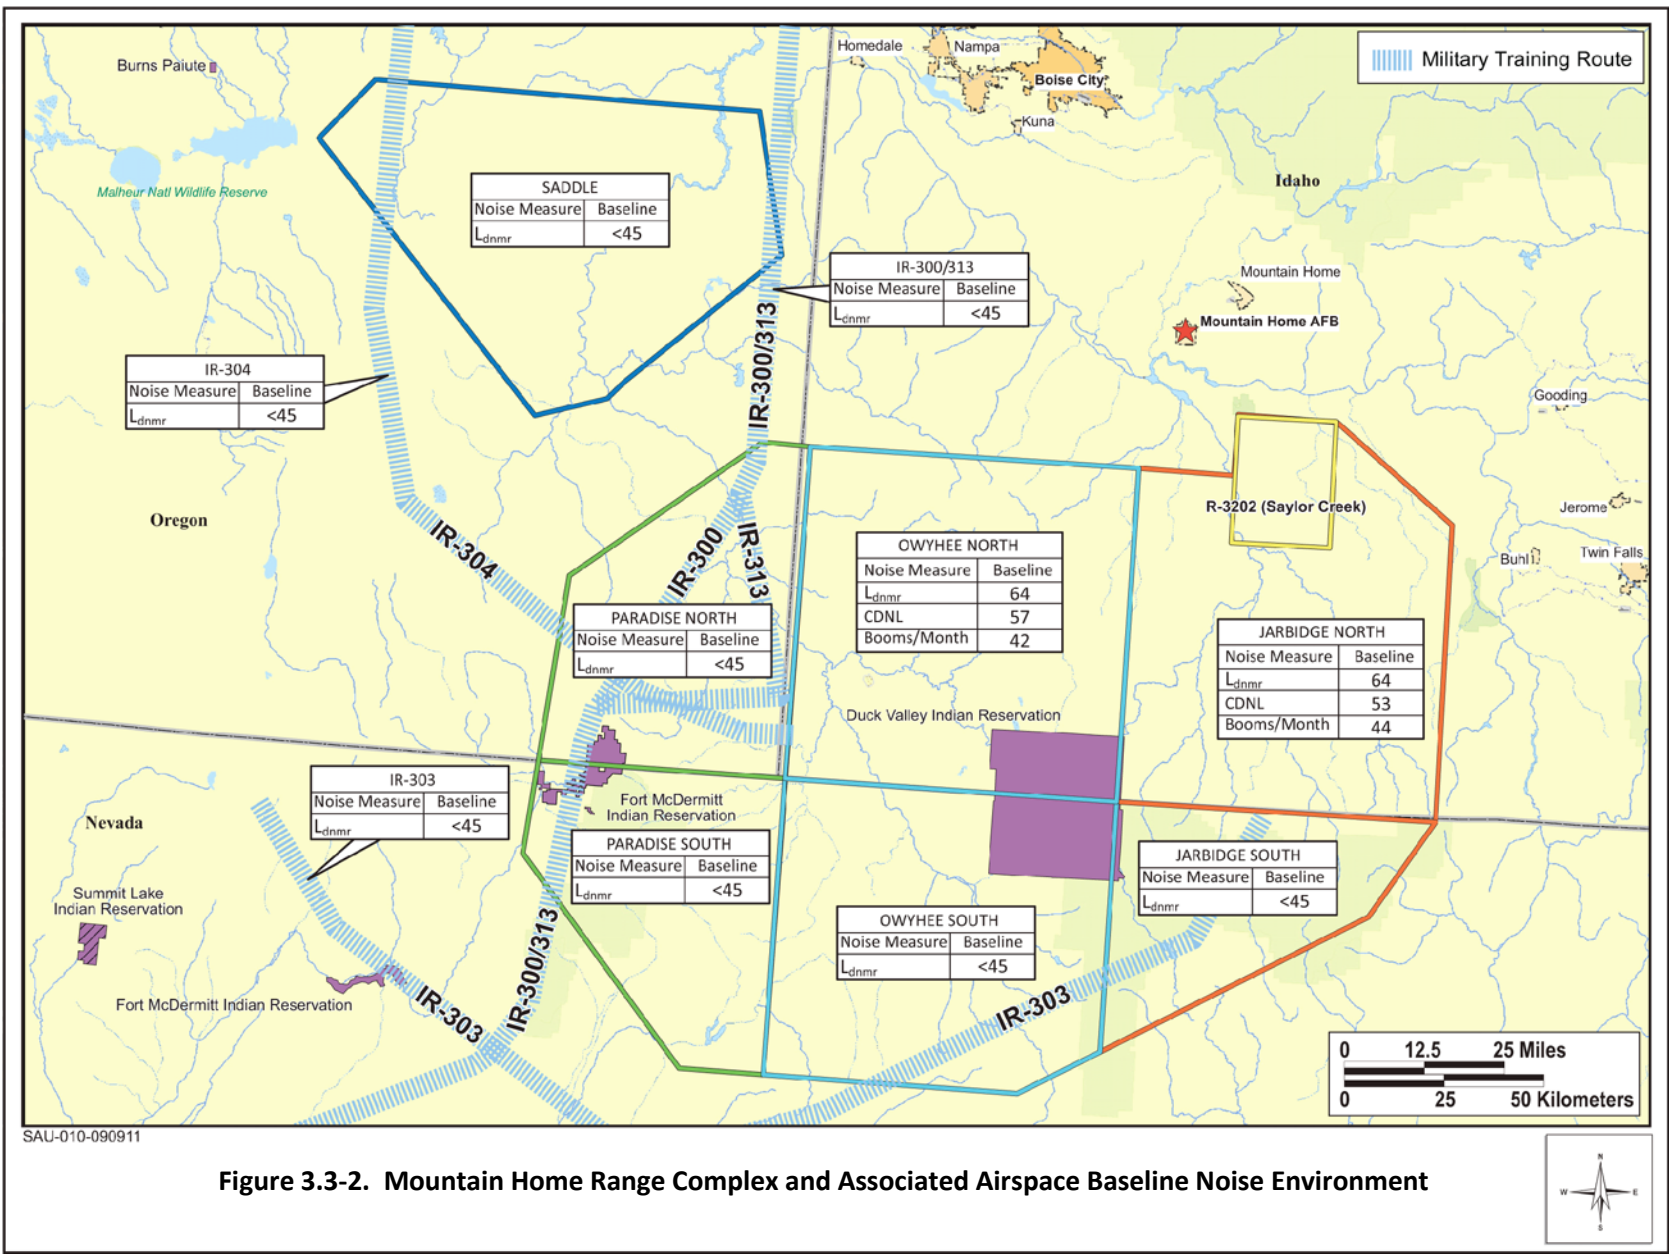 Military Training Route
Burns Paiute
Homedale
Nampa
Boise City
Kuna
Malheur Natl Wildlife Reserve
Idaho
SADDLE
Noise Measure Baseline
Ldnmr <45
IR-300/313
Noise Measure Baseline
Ldnmr <45
Mountain Home
Mountain Home AFB
IR-300/313
IR-304
Noise Measure Baseline
Ldnmr <45
Gooding
Oregon
R-3202 (Saylor Creek)
Jerome
IR-304
IR-300
IR-313
Buhl
Twin Falls
OWYHEE NORTH
Noise Measure Baseline
Ldnmr 64
CDNL 57
Booms/Month 42
PARADISE NORTH
Noise Measure Baseline
Ldnmr <45
JARBIDGE NORTH
Noise Measure Baseline
Ldnmr 64
CDNL 53
Booms/Month 44
Duck Valley Indian Reservation
IR-303
Noise Measure Baseline
Ldnmr <45
Nevada
Fort McDermitt
Indian Reservation
PARADISE SOUTH
Noise Measure Baseline
Ldnmr <45
JARBIDGE SOUTH
Noise Measure Baseline
Ldnmr <45
Summit Lake
Indian Reservation
OWYHEE SOUTH
Noise Measure Baseline
Ldnmr <45
Fort McDermitt Indian Reservation
IR-303
IR-300/313
IR-303
0 12.5 25 Miles
0 25 50 Kilometers
SAU-010-090911
Figure 3.3-2. Mountain Home Range Complex and Associated Airspace Baseline Noise Environment
N
W E
S